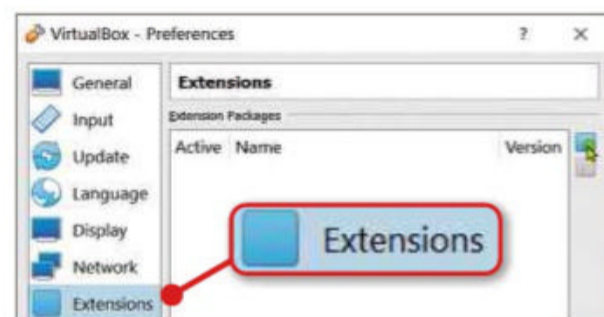 VirtualBox - Preferences ? ×
General
Input
Update
Language
Display
Network
Extensions
Extensions
Extension Packages
Active Name Version
Extensions